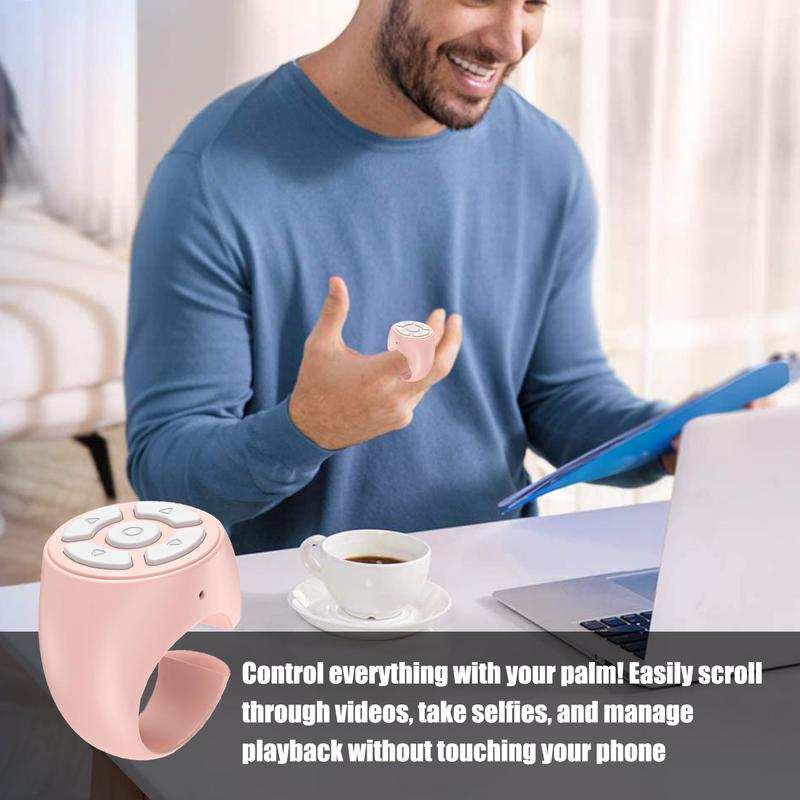 Control everything with your palm! Easily scroll
through videos, take selfies, and manage
playback without touching your phone